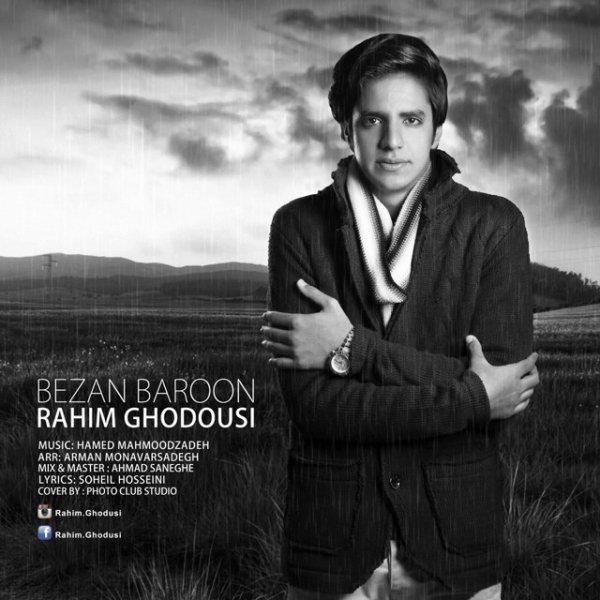 BEZAN BAROON
RAHIM GHODOUSI
MUSIC: HAMED MAHMOODZADEH
ARR: ARMAN MONAVARSADEGH
MIX & MASTER : AHMAD SANEGHE
LYRICS: SOHEIL HOSSEINI
COVER BY : PHOTO CLUB STUDIO
Rahim.Ghodusi
Rahim.Ghodusi